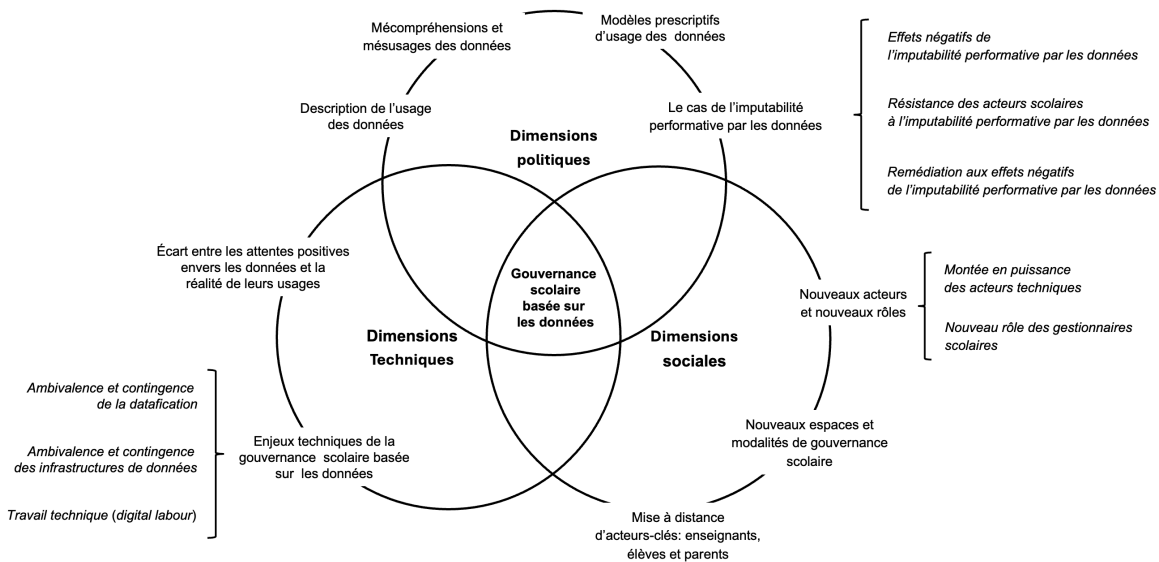 Mécompréhensions et
mésusages des données
Modèles prescriptifs
d'usage des données
Description de l'usage
des données
Le cas de l'imputabilité
performative par les données
Effets négatifs de
l'imputabilité performative par les données
Résistance des acteurs scolaires
à l'imputabilité performative par les données
Remédiation aux effets négatifs
de l'imputabilité performative par les données
Dimensions
politiques
Écart entre les attentes positives
envers les données et la
réalité de leurs usages
Gouvernance
scolaire
basée sur
les données
Nouveaux acteurs
et nouveaux rôles
Montée en puissance
des acteurs techniques
Nouveau rôle des gestionnaires
scolaires
Dimensions
Techniques
Dimensions
sociales
Ambivalence et contingence
de la datafication
Ambivalence et contingence
des infrastructures de données
Travail technique (digital labour)
Enjeux techniques de la
gouvernance scolaire basée
sur les données
Nouveaux espaces et
modalités de gouvernance
scolaire
Mise à distance
d'acteurs-clés: enseignants,
élèves et parents